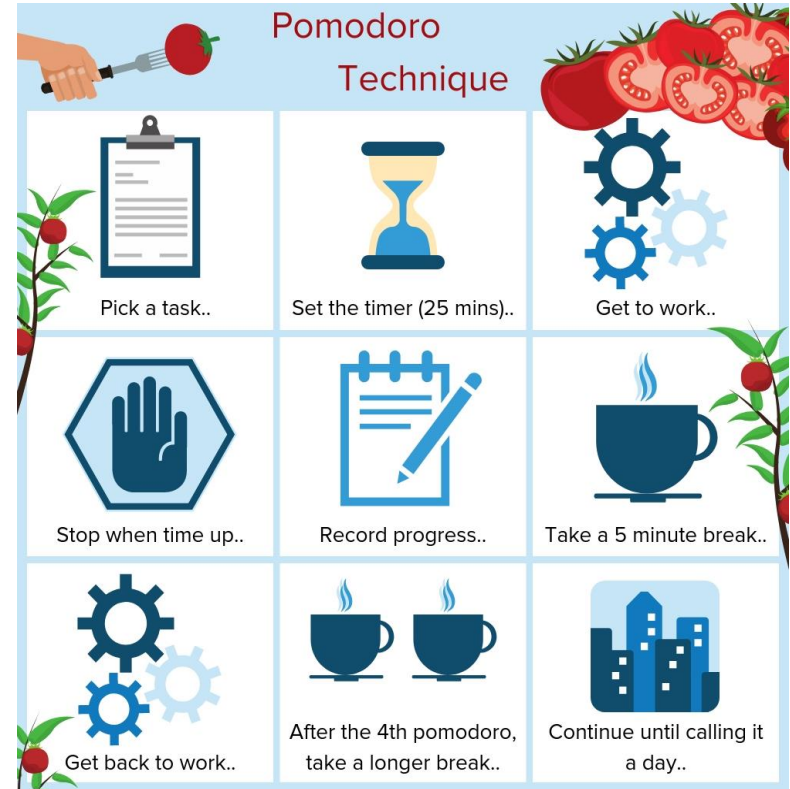 Pomodoro
Technique
Pick a task..
Set the timer (25 mins)..
Get to work..
Stop when time up..
Record progress..
Take a 5 minute break..
Get back to work..
After the 4th pomodoro,
take a longer break..
Continue until calling it
a day..